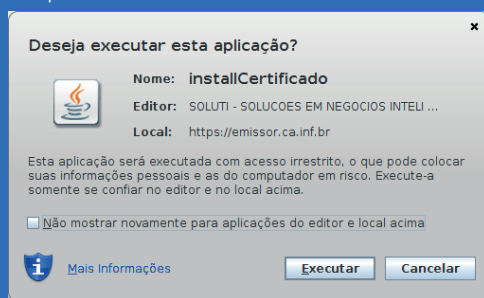 Deseja executar esta aplicação?
Nome: installCertificado
Editor: SOLUTI - SOLUCOES EM NEGOCIOS INTELI ...
Local: https://emissor.ca.inf.br
Esta aplicação será executada com acesso irrestrito, o que pode colocar
suas informações pessoais e as do computador em risco. Execute-a
somente se confiar no editor e no local acima.
Não mostrar novamente para aplicações do editor e local acima
Mais Informações
Executar Cancelar